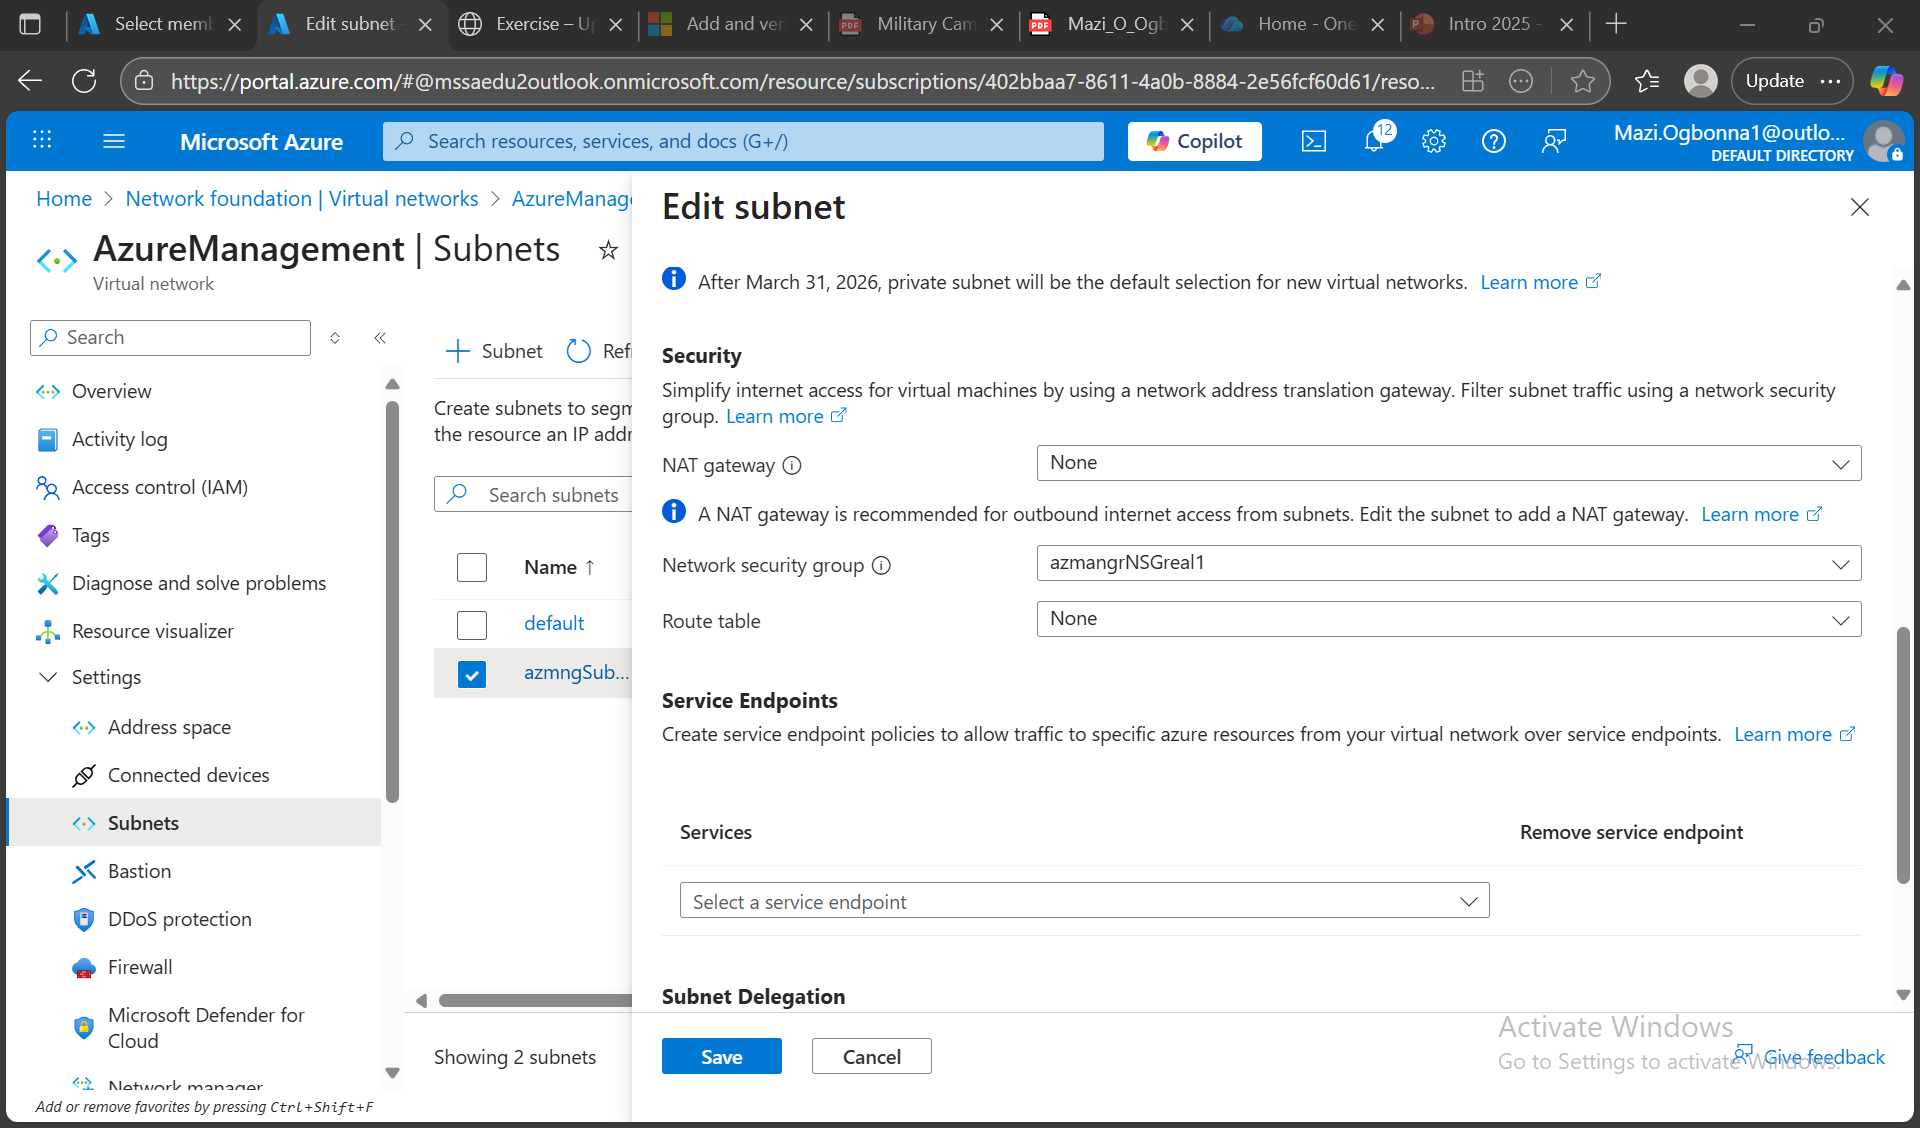 Select memb
Edit subnet -
Exercise – U
Add and ver
Military Cam
Mazi_O_Ogb
Home - One
Intro 2025 -
https://portal.azure.com/#@mssaedu2outlook.onmicrosoft.com/resource/subscriptions/402bbaa7-8611-4a0b-8884-2e56fcf60d61/reso...
Update
Microsoft Azure
Search resources, services, and docs (G+/)
Copilot
12
Mazi.Ogbonna1@outlo...
DEFAULT DIRECTORY
Home > Network foundation | Virtual networks > AzureManage
AzureManagement | Subnets
Virtual network
Search
Overview
Activity log
Access control (IAM)
Tags
Diagnose and solve problems
Resource visualizer
Settings
Address space
Connected devices
Subnets
Bastion
DDoS protection
Firewall
Microsoft Defender for
Cloud
Network manager
Add or remove favorites by pressing Ctrl+Shift+F
+ Subnet
Refr
Create subnets to segm
the resource an IP addr
Search subnets
Name ↑
default
azmngSub...
Showing 2 subnets
Edit subnet
After March 31, 2026, private subnet will be the default selection for new virtual networks. Learn more
Security
Simplify internet access for virtual machines by using a network address translation gateway. Filter subnet traffic using a network security
group. Learn more
NAT gateway
None
A NAT gateway is recommended for outbound internet access from subnets. Edit the subnet to add a NAT gateway. Learn more
Network security group
azmangrNSGreal1
Route table
None
Service Endpoints
Create service endpoint policies to allow traffic to specific azure resources from your virtual network over service endpoints. Learn more
Services
Remove service endpoint
Select a service endpoint
Subnet Delegation
Save
Cancel
Activate Windows
Go to Settings to activate Windows.
Give feedback